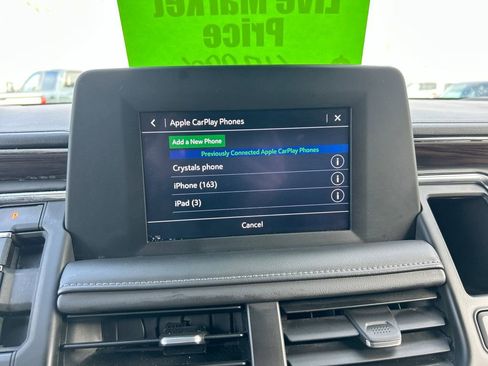 Live Market
Price
Apple CarPlay Phones
Add a New Phone
Previously Connected Apple CarPlay Phones
Crystals phone
iPhone (163)
iPad (3)
Cancel